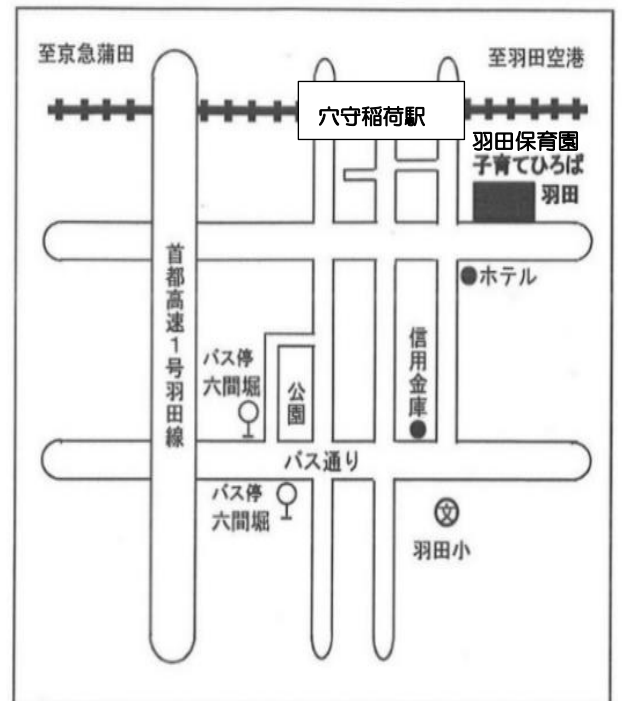 至京急蒲田
至羽田空港
穴守稲荷駅
羽田保育園
子育てひろば
羽田
首都高速1号羽田線
ホテル
信用金庫
バス停
六間堀
公園
バス通り
バス停
六間堀
文
羽田小